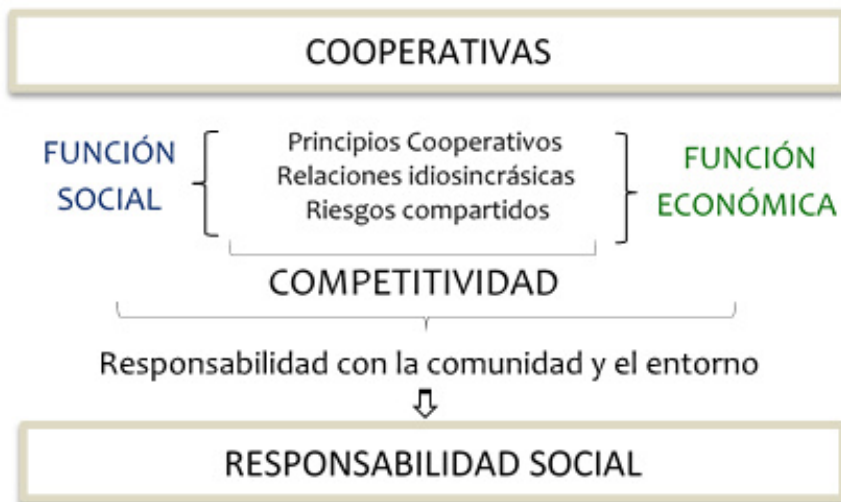 COOPERATIVAS
FUNCIÓN
SOCIAL
Principios Cooperativos
Relaciones idiosincrásicas
Riesgos compartidos
FUNCIÓN
ECONÓMICA
COMPETITIVIDAD
Responsabilidad con la comunidad y el entorno
RESPONSABILIDAD SOCIAL